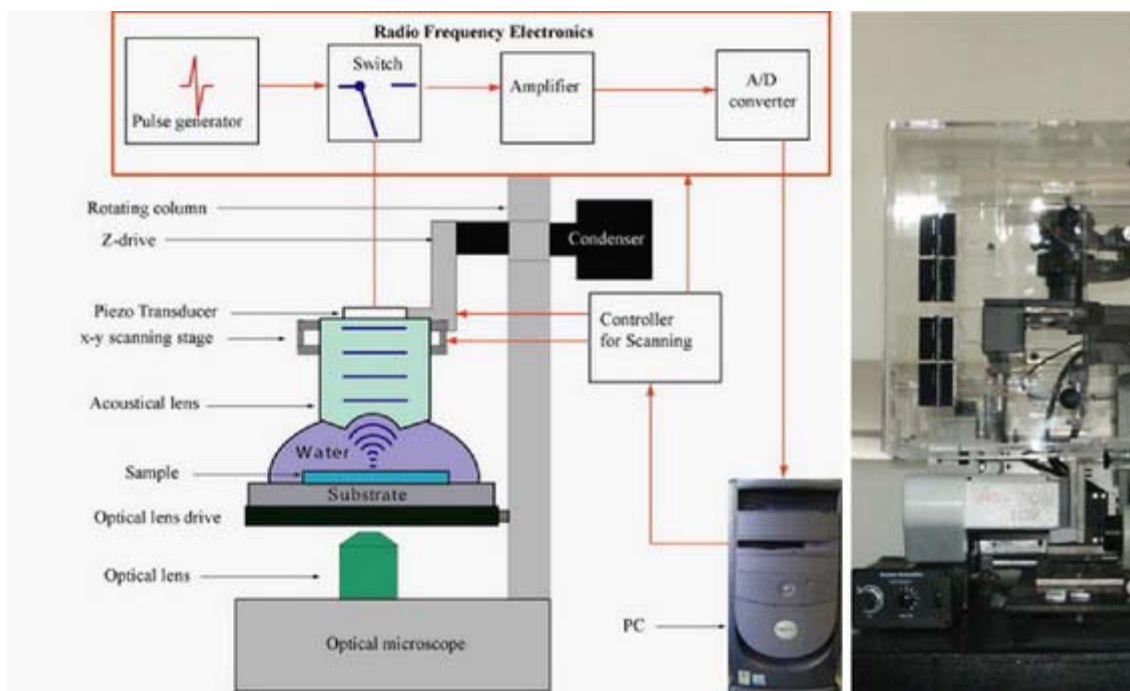 Radio Frequency Electronics
Pulse generator
Switch
Amplifier
A/D
converter
Rotating column
Z-drive
Condenser
Piezo Transducer
x-y scanning stage
Controller
for Scanning
Acoustical lens
Water
Sample
Substrate
Optical lens drive
Optical lens
Optical microscope
PC